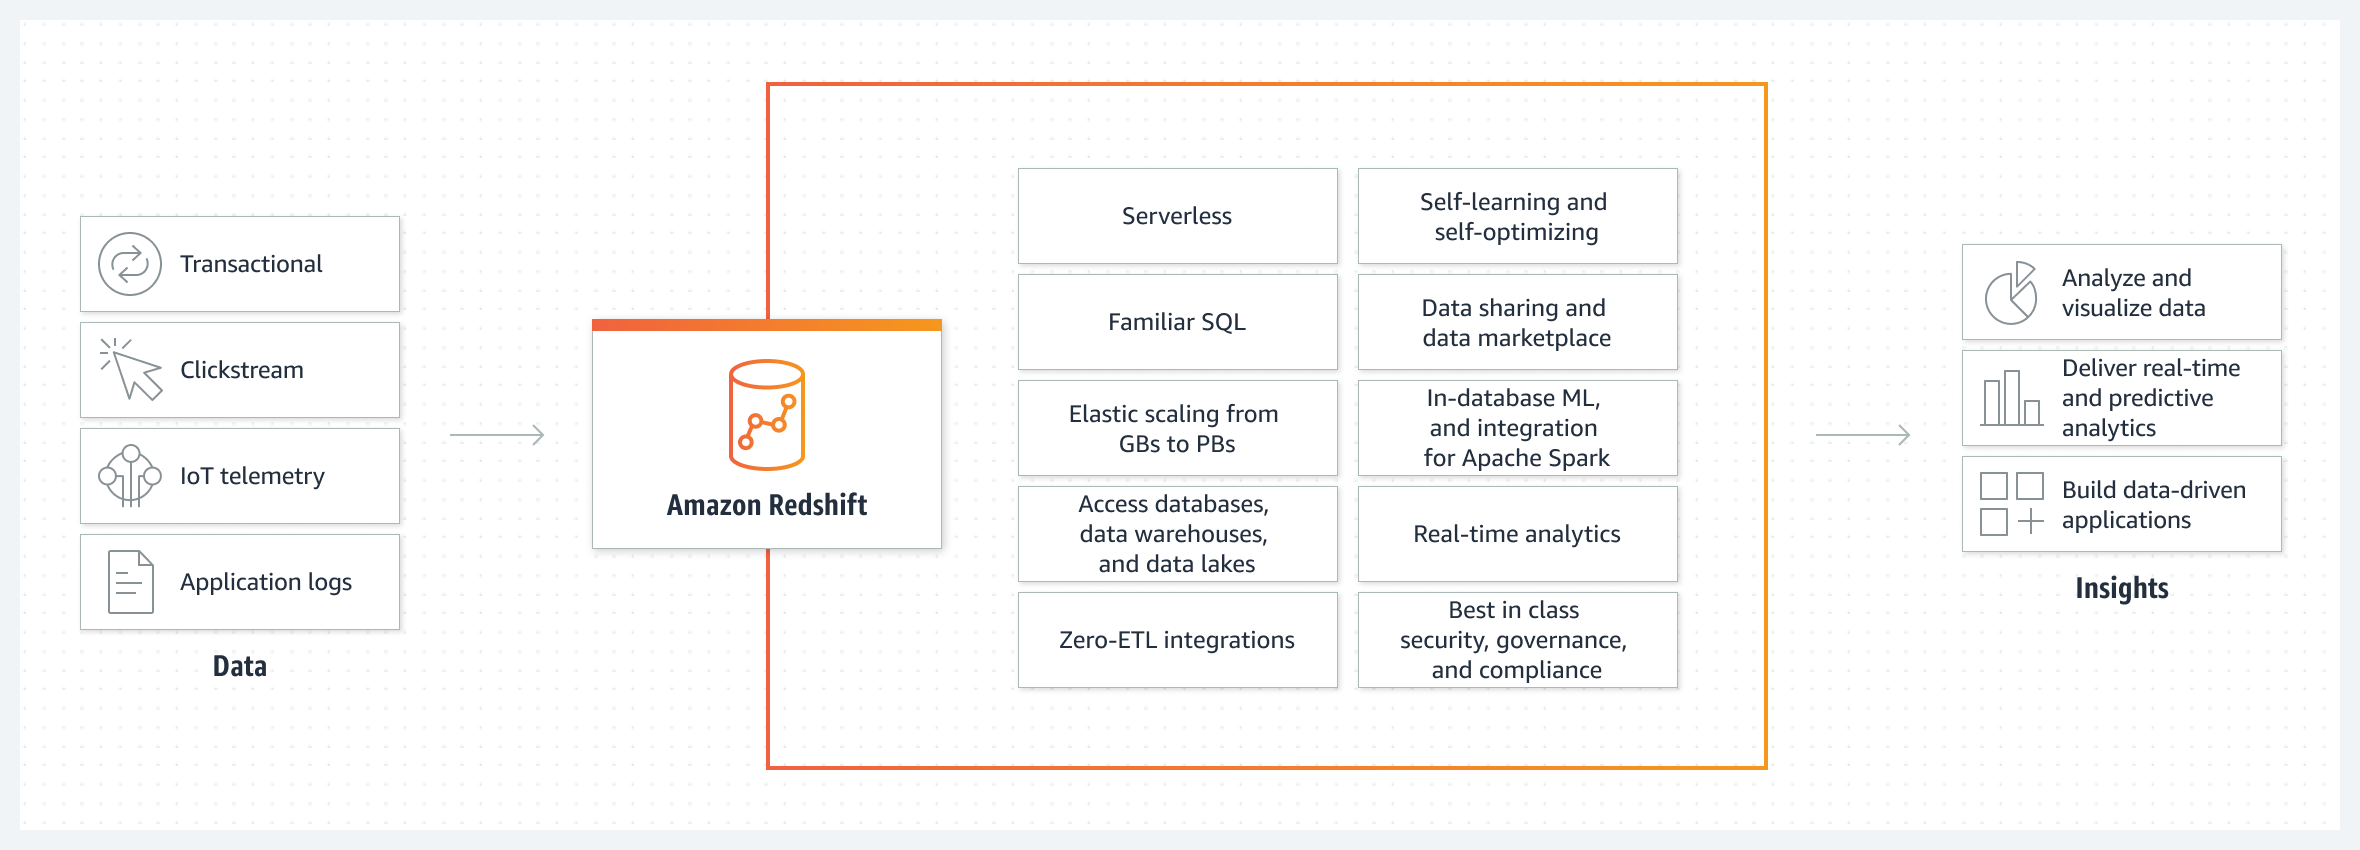 Transactional
Clickstream
IoT telemetry
Application logs
Data
Amazon Redshift
Serverless
Self-learning and
self-optimizing
Familiar SQL
Data sharing and
data marketplace
Elastic scaling from
GBs to PBs
In-database ML,
and integration
for Apache Spark
Access databases,
data warehouses,
and data lakes
Real-time analytics
Zero-ETL integrations
Best in class
security, governance,
and compliance
Analyze and
visualize data
Deliver real-time
and predictive
analytics
Build data-driven
applications
Insights